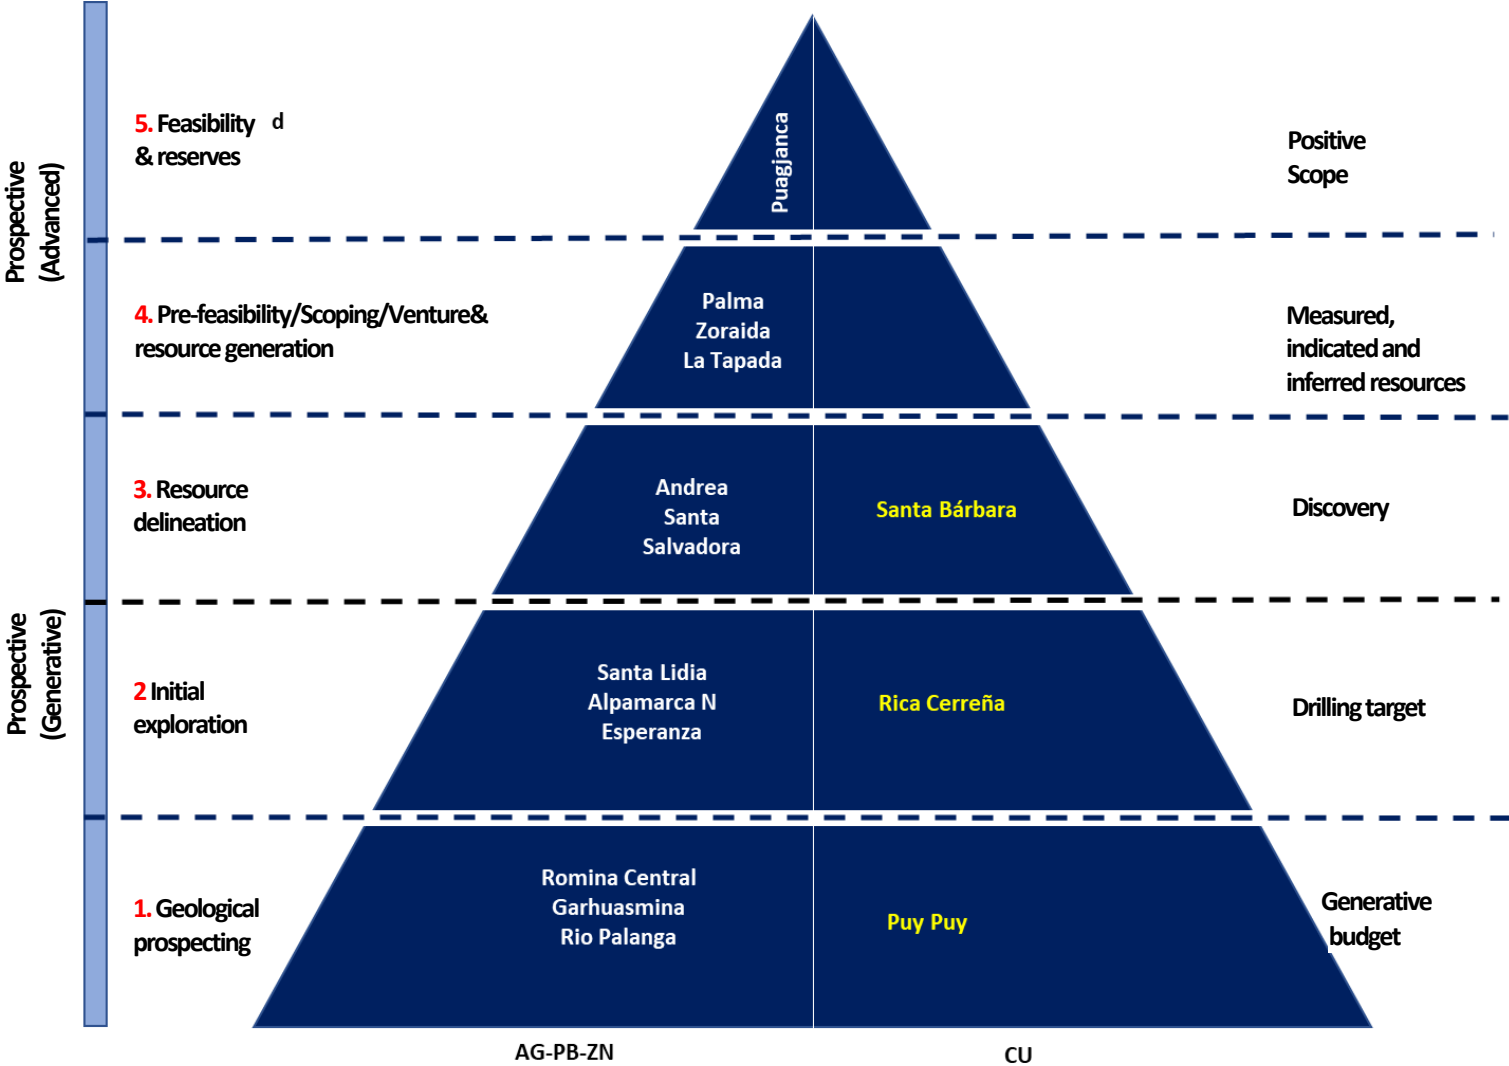 Prospective
(Advanced)
5. Feasibility d
& reserves
Puagjanca
Positive
Scope
4. Pre-feasibility/Scoping/Venture&
resource generation
Palma
Zoraida
La Tapada
Measured,
indicated and
inferred resources
3. Resource
delineation
Andrea
Santa
Salvadora
Santa Bárbara
Discovery
Prospective
(Generative)
2 Initial
exploration
Santa Lidia
Alpamarca N
Esperanza
Rica Cerreña
Drilling target
1. Geological
prospecting
Romina Central
Garhuasmina
Rio Palanga
Puy Puy
Generative
budget
AG-PB-ZN
CU